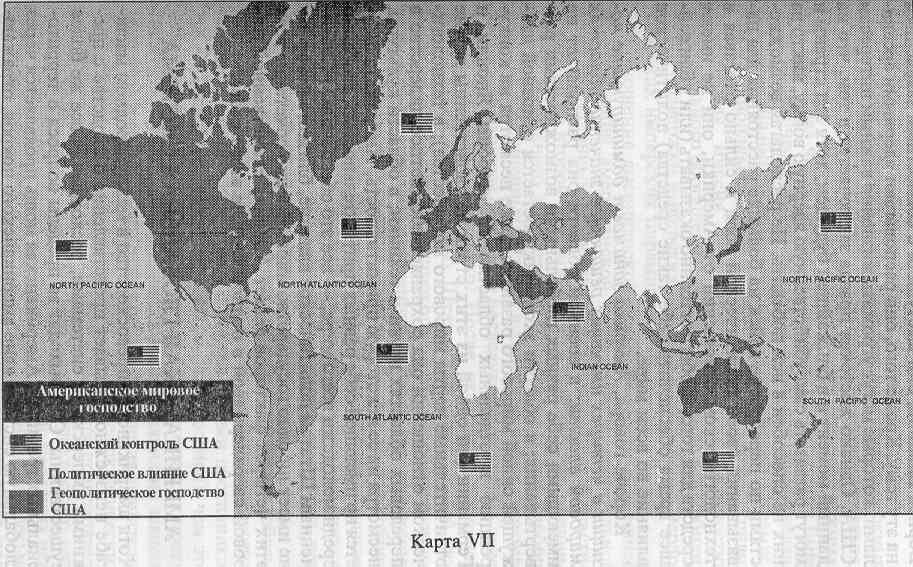 NORTH PACIFIC OCEAN
NORTH ATLANTIC OCEAN
NORTH PACIFIC OCEAN
INDIAN OCEAN
SOUTH ATLANTIC OCEAN
SOUTH PACIFIC OCEAN
Американское мировое
господство
Океанский контроль США
Политическое влияние США
Геополитическое господство
США
Карта VII